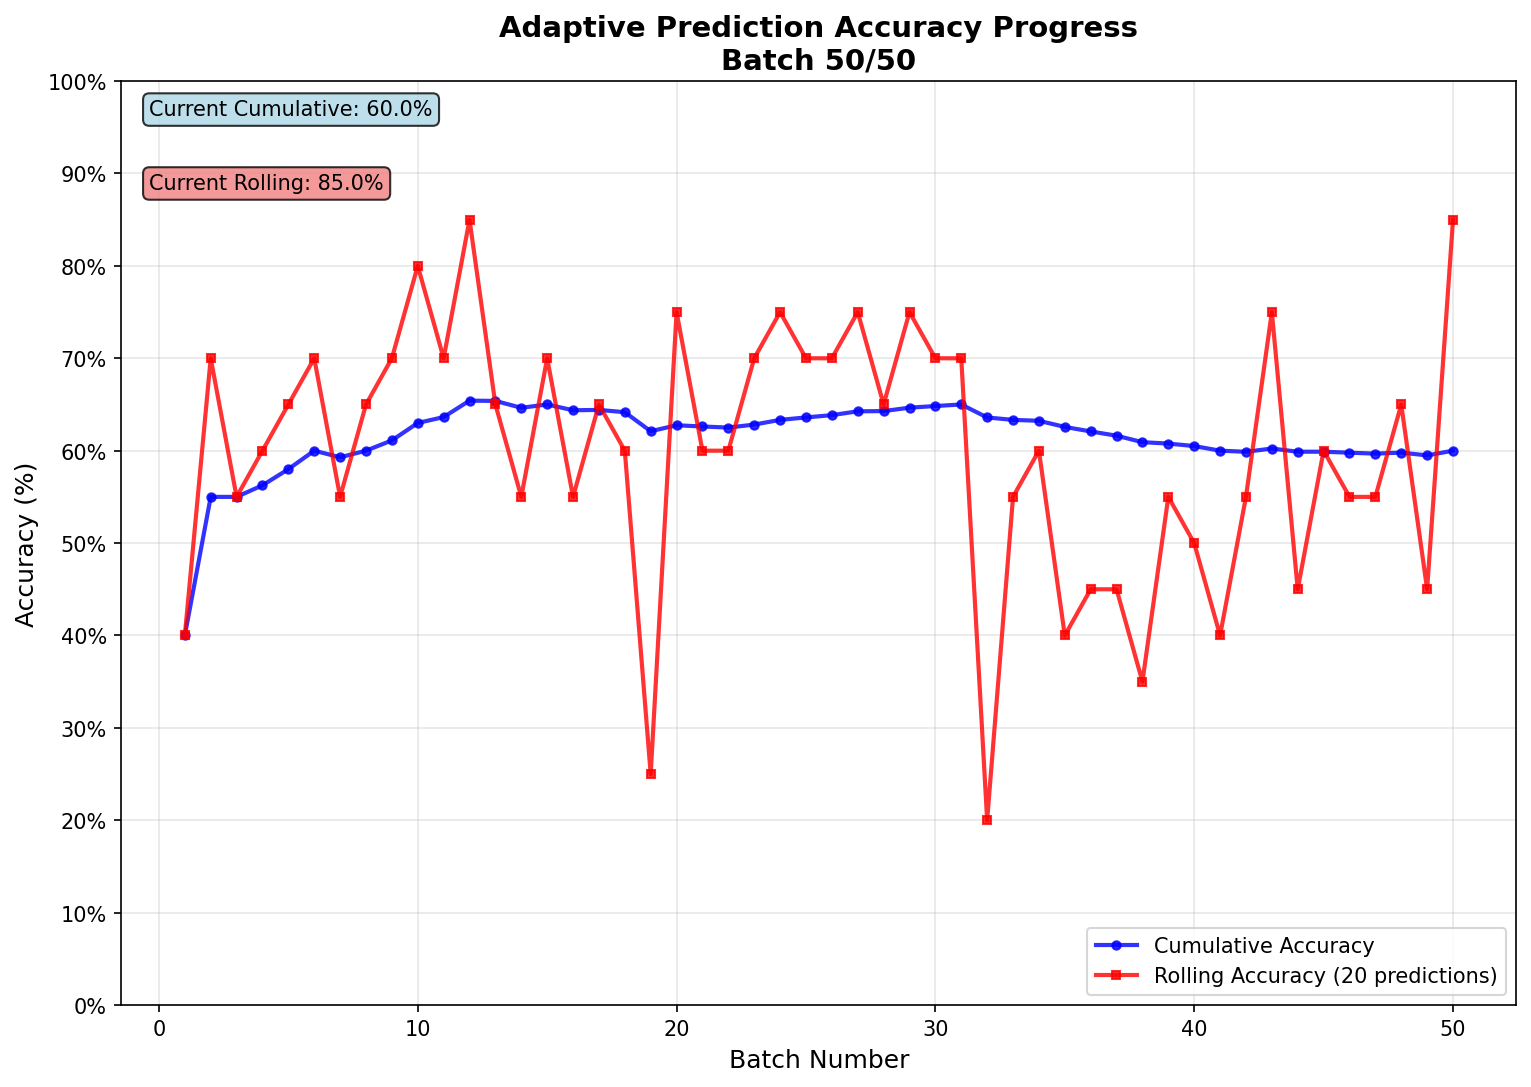 Adaptive Prediction Accuracy Progress
Batch 50/50
100%
90%
80%
70%
60%
50%
40%
30%
20%
10%
0%
Accuracy (%)
Current Cumulative: 60.0%
Current Rolling: 85.0%
Cumulative Accuracy
Rolling Accuracy (20 predictions)
0
10
20
30
40
50
Batch Number